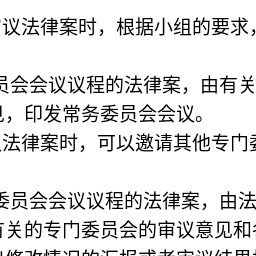 议法律案时，根据小组的要求，
员会会议议程的法律案，由有关
见，印发常务委员会会议。
法律案时，可以邀请其他专门委
委员会会议议程的法律案，由法
有关的专门委员会的审议意见和各